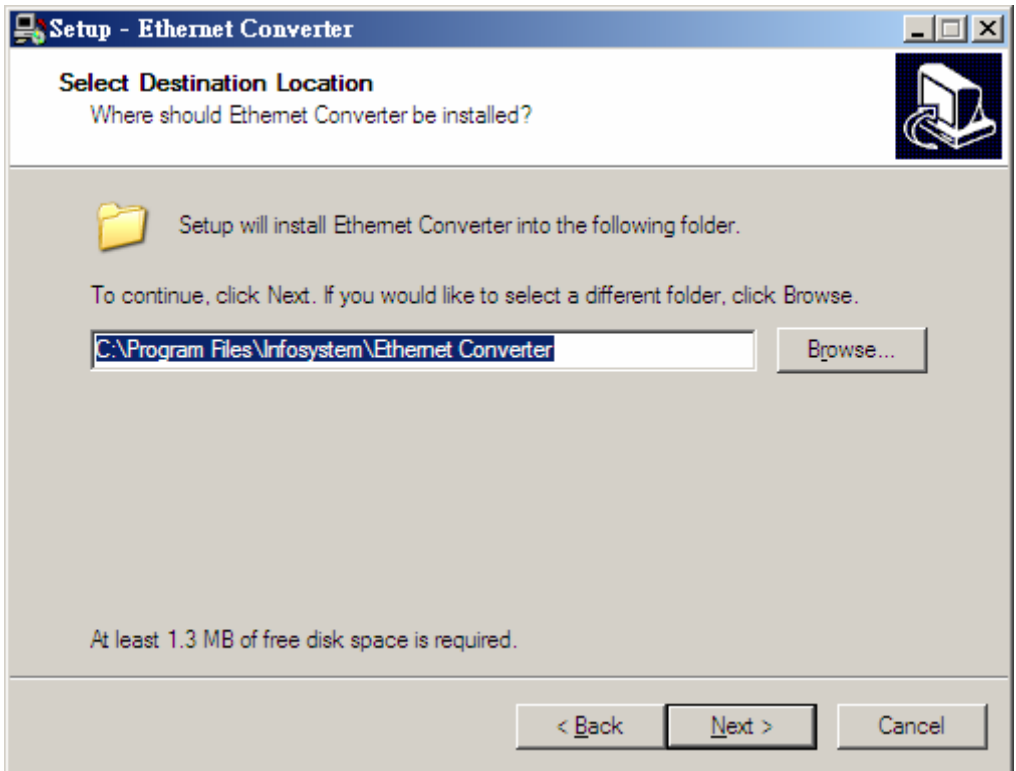 Setup - Ethernet Converter
Select Destination Location
Where should Ethernet Converter be installed?
Setup will install Ethernet Converter into the following folder.
To continue, click Next. If you would like to select a different folder, click Browse.
C:\Program Files\Infosystem\Ethernet Converter
Browse...
At least 1.3 MB of free disk space is required.
< Back
Next >
Cancel